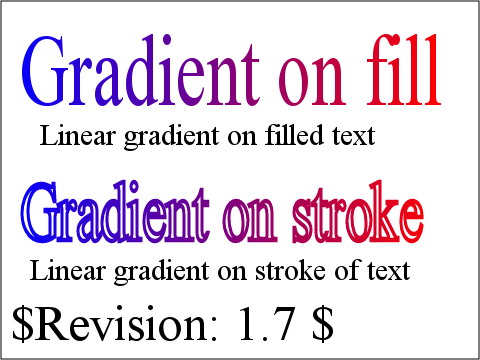 Gradient on fill
Linear gradient on filled text
Gradient on stroke
Linear gradient on stroke of text
$Revision: 1.7 $